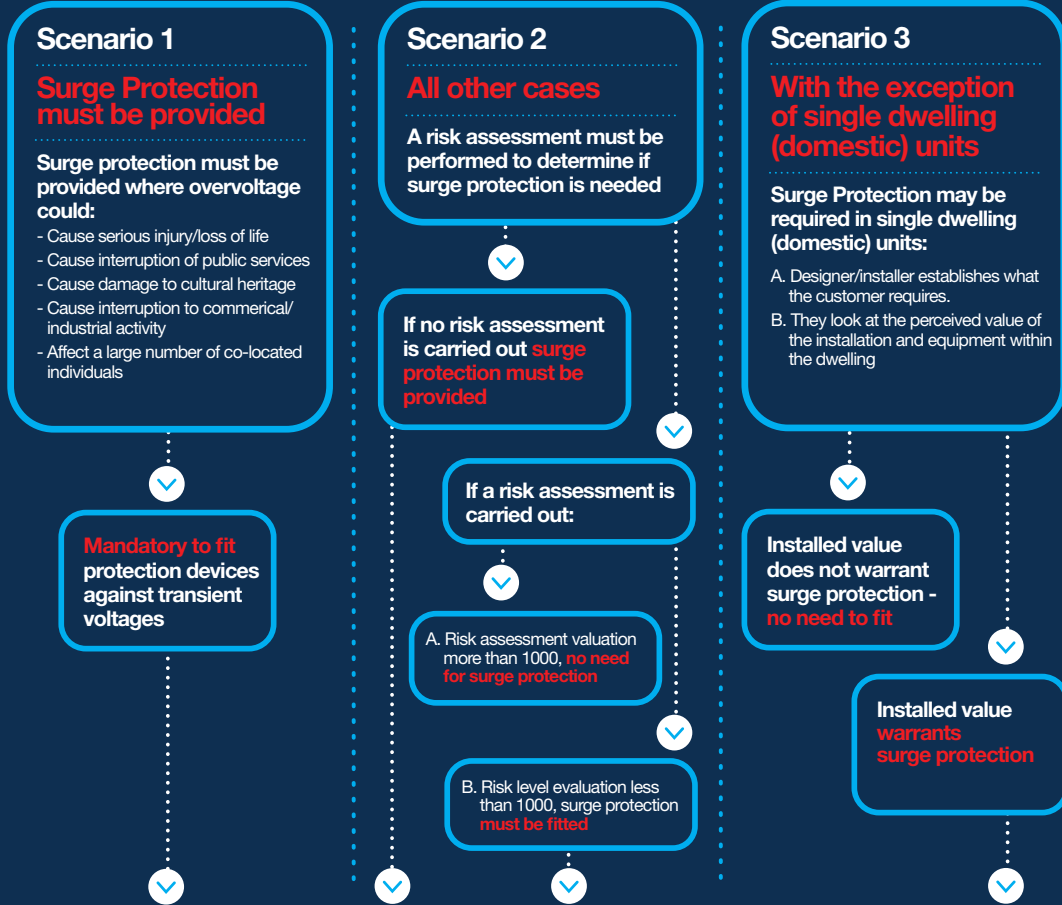 Scenario 1
Surge Protection
must be provided
Surge protection must be
provided where overvoltage
could:
- Cause serious injury/loss of life
- Cause interruption of public services
- Cause damage to cultural heritage
- Cause interruption to commerical/
industrial activity
- Affect a large number of co-located
individuals
Mandatory to fit
protection devices
against transient
voltages
Scenario 2
All other cases
A risk assessment must be
performed to determine if
surge protection is needed
If no risk assessment
is carried out surge
protection must be
provided
If a risk assessment is
carried out:
A. Risk assessment valuation
more than 1000, no need
for surge protection
B. Risk level evaluation less
than 1000, surge protection
must be fitted
Scenario 3
With the exception
of single dwelling
(domestic) units
Surge Protection may be
required in single dwelling
(domestic) units:
A. Designer/installer establishes what
the customer requires.
B. They look at the perceived value of
the installation and equipment within
the dwelling
Installed value
does not warrant
surge protection -
no need to fit
Installed value
warrants
surge protection